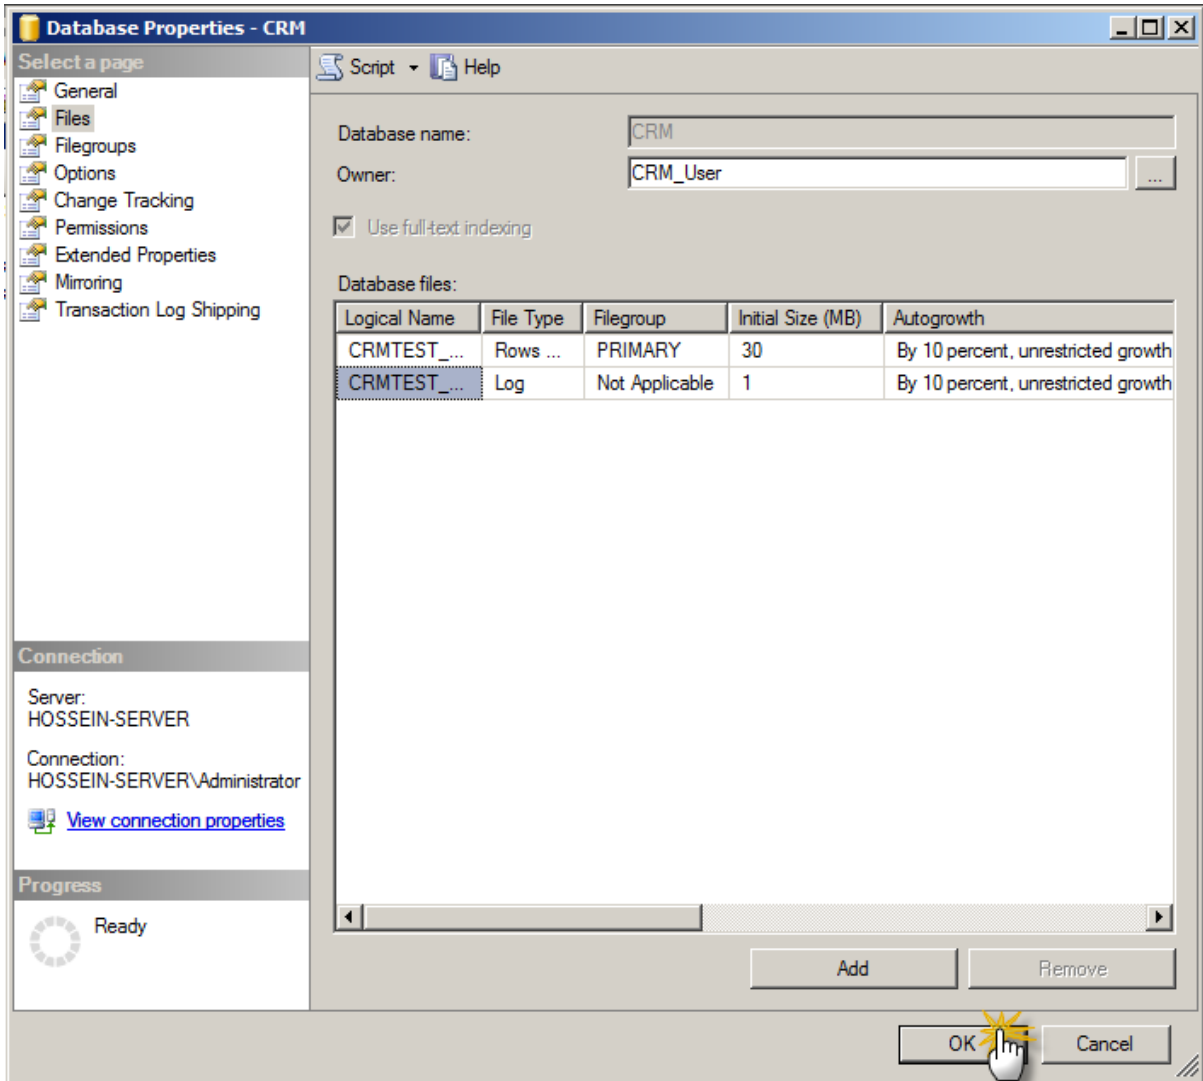 Database Properties - CRM
Select a page
General
Files
Filegroups
Options
Change Tracking
Permissions
Extended Properties
Mirroring
Transaction Log Shipping
Connection
Server:
HOSSEIN-SERVER
Connection:
HOSSEIN-SERVER\Administrator
View connection properties
Progress
Ready
Script Help
Database name: CRM
Owner: CRM_User ...
Use full-text indexing
Database files:
Logical Name File Type Filegroup Initial Size (MB) Autogrowth
CRMTEST_... Rows ... PRIMARY 30 By 10 percent, unrestricted growth
CRMTEST_... Log Not Applicable 1 By 10 percent, unrestricted growth
Add Remove
OK Cancel